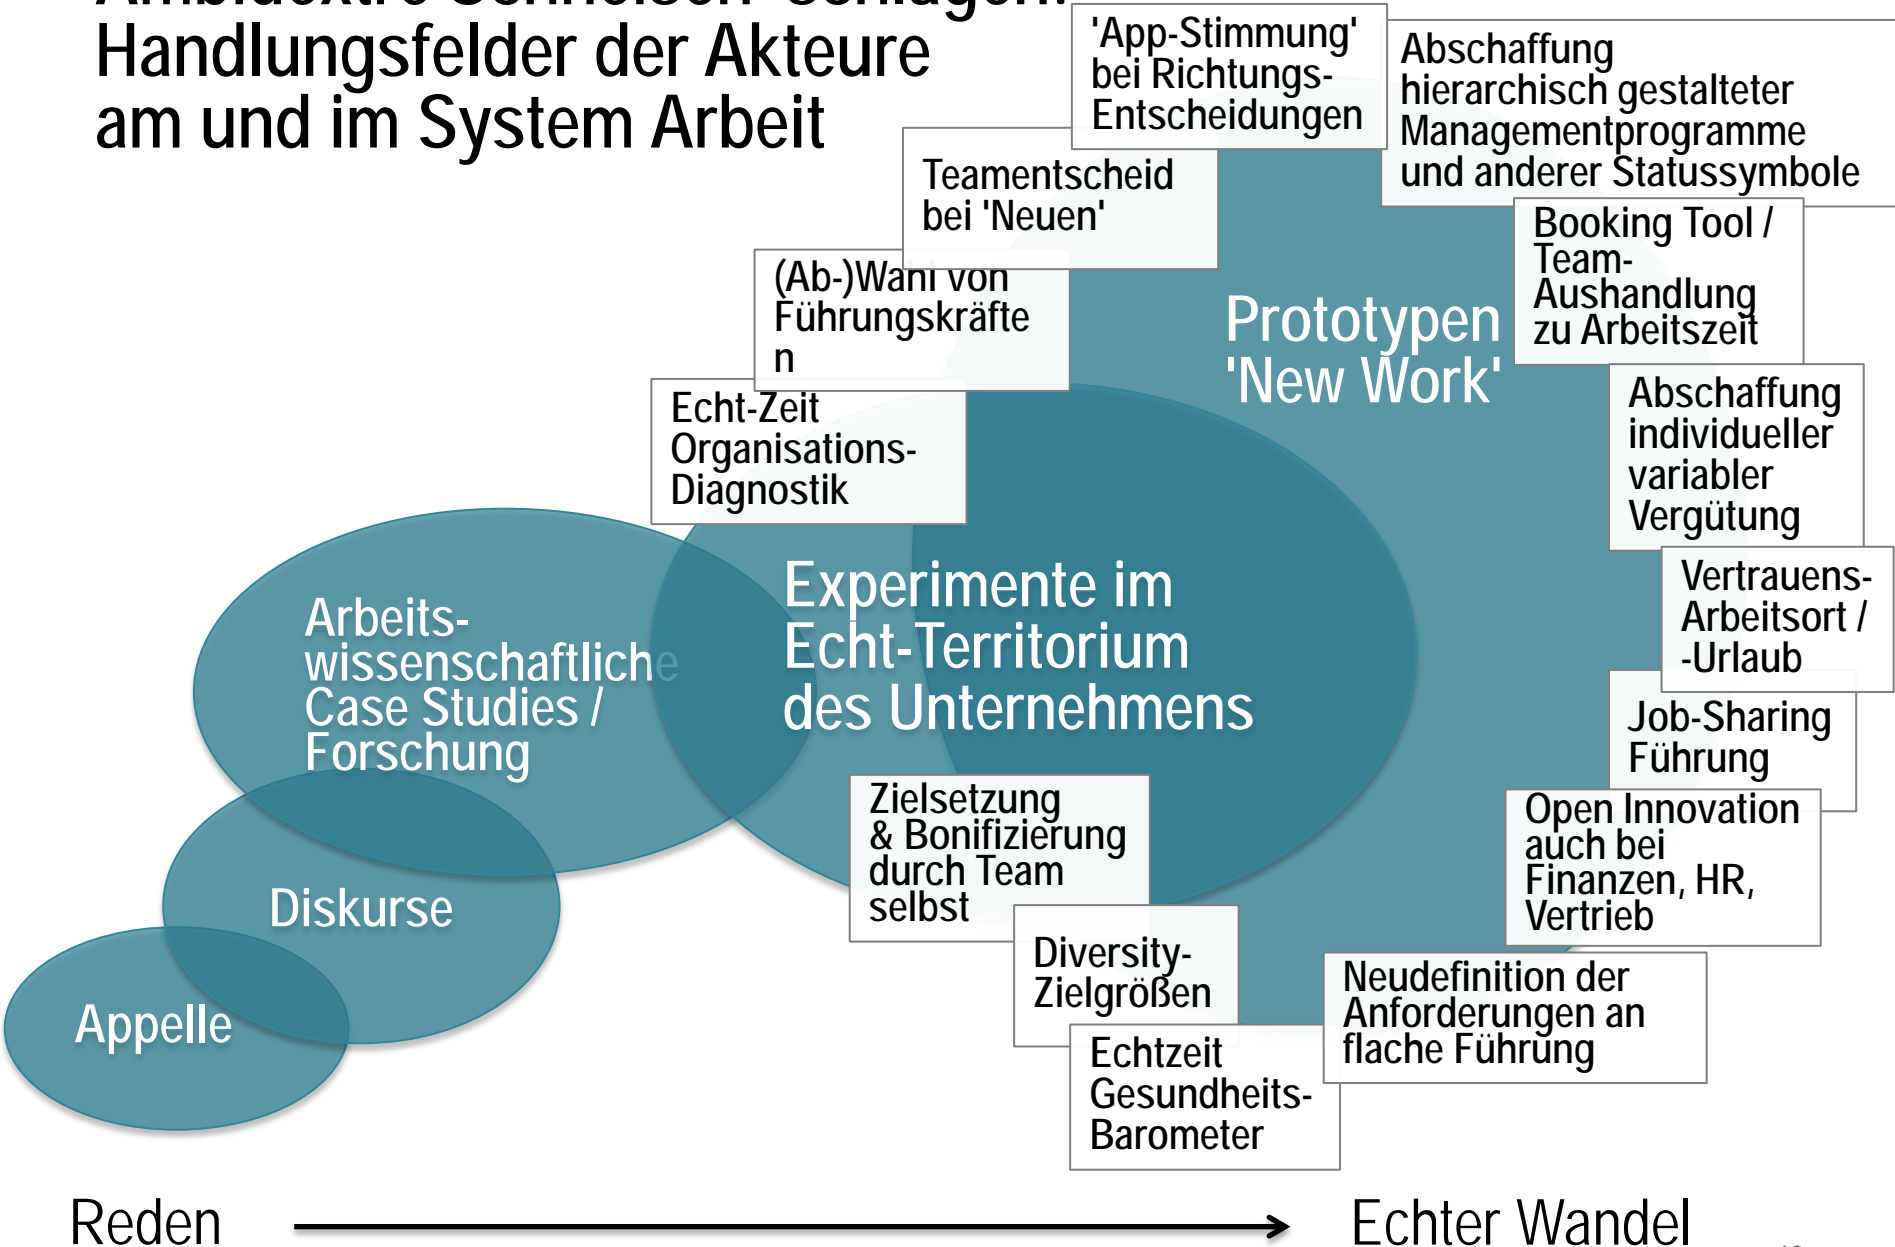 Handlungsfelder der Akteure
am und im System Arbeit
'App-Stimmung'
bei Richtungs-
Entscheidungen
Abschaffung
hierarchisch gestalteter
Managementprogramme
und anderer Statussymbole
Teamentscheid
bei 'Neuen'
Booking Tool /
Team-
Aushandlung
zu Arbeitszeit
(Ab-)Wahl von
Führungskräfte
n
Prototypen
'New Work'
Echt-Zeit
Organisations-
Diagnostik
Abschaffung
individueller
variabler
Vergütung
Experimente im
Echt-Territorium
des Unternehmens
Vertrauens-
Arbeitsort /
-Urlaub
Arbeits-
wissenschaftliche
Case Studies /
Forschung
Job-Sharing
Führung
Zielsetzung
& Bonifizierung
durch Team
selbst
Open Innovation
auch bei
Finanzen, HR,
Vertrieb
Diskurse
Diversity-
Zielgrößen
Neudefinition der
Anforderungen an
flache Führung
Appelle
Echtzeit
Gesundheits-
Barometer
Reden
Echter Wandel